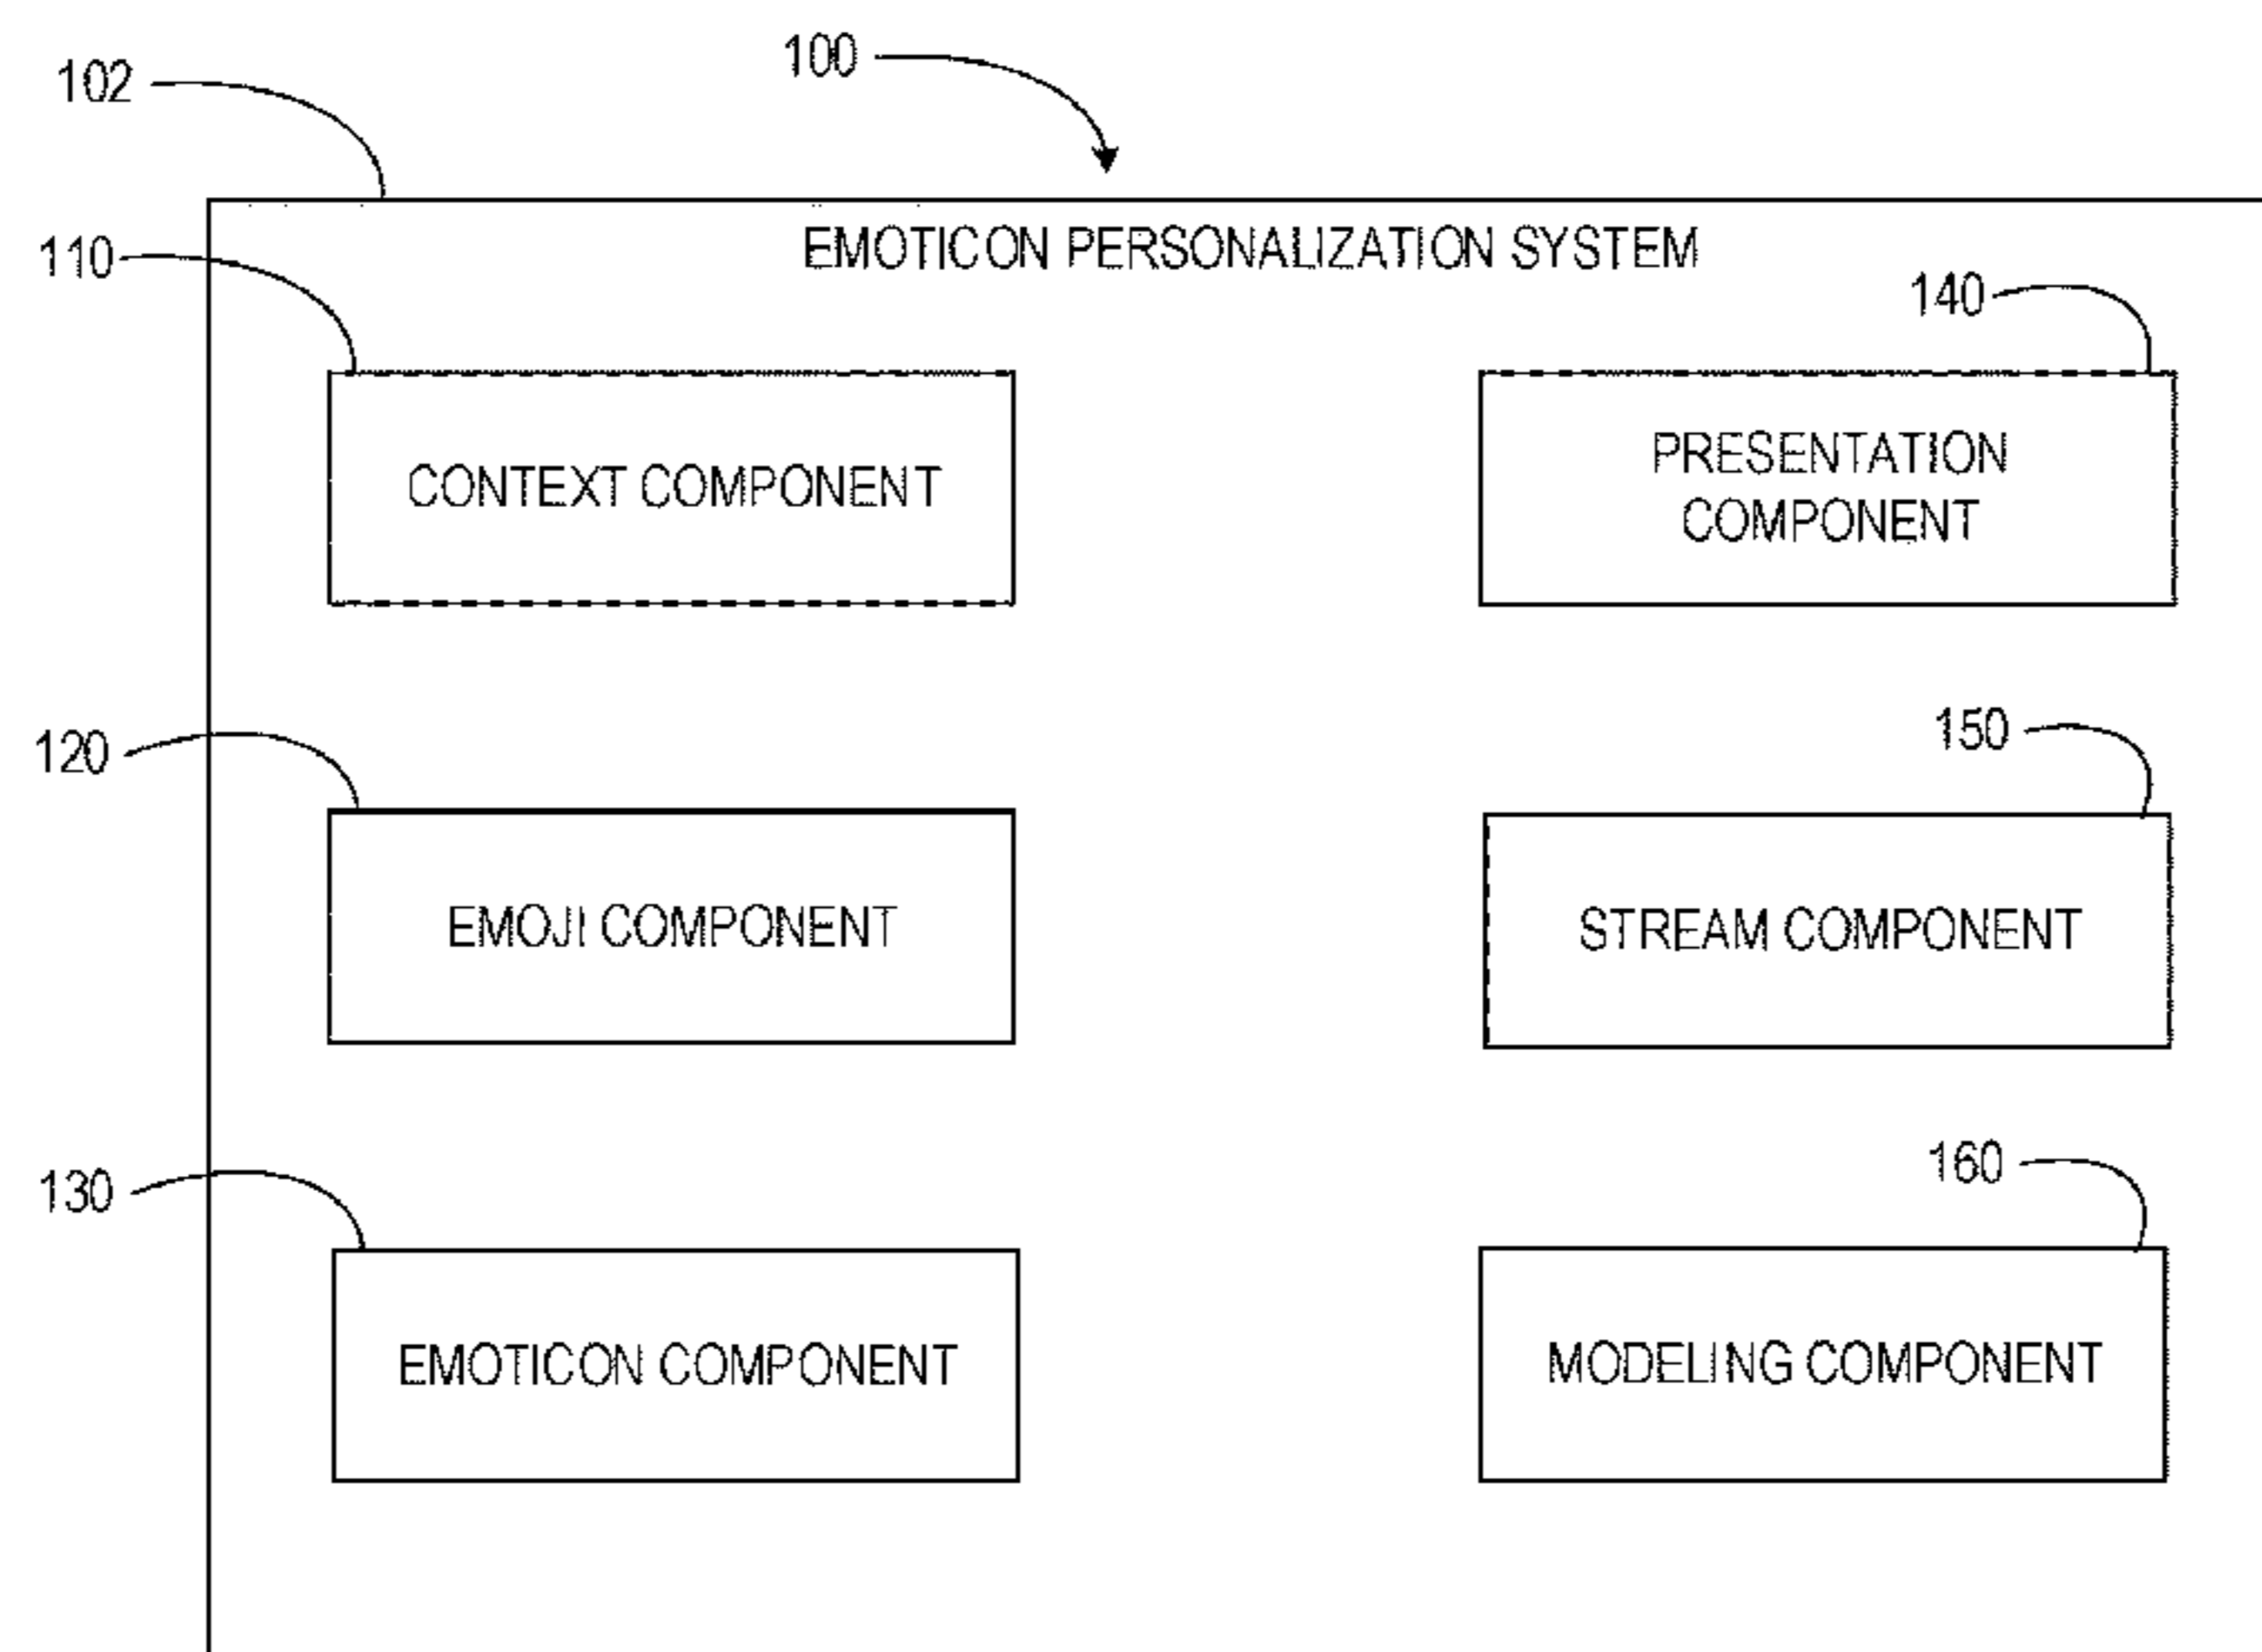 100
102
EMOTICON PERSONALIZATION SYSTEM
110
140
CONTEXT COMPONENT
PRESENTATION
COMPONENT
120
150
EMOJI COMPONENT
STREAM COMPONENT
130
160
EMOTICON COMPONENT
MODELING COMPONENT